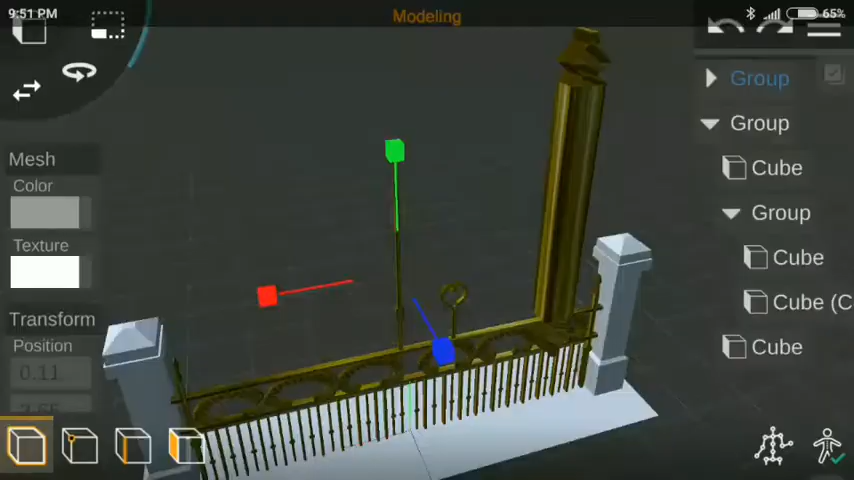 9:51 PM
65%
Modeling
Group
Group
Cube
Group
Cube
Cube (C
Cube
Mesh
Color
Texture
Transform
Position
0.11